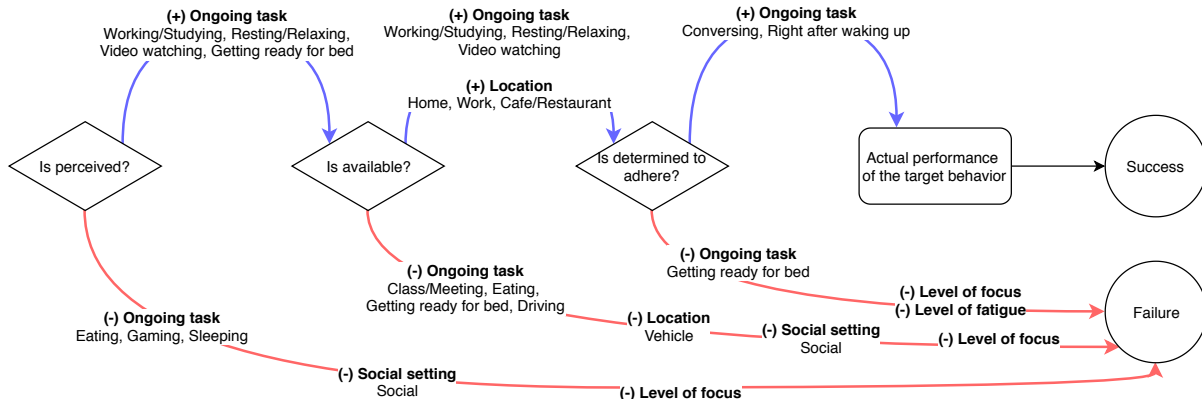 (+) Ongoing task
Working/Studying, Resting/Relaxing,
Video watching, Getting ready for bed
(+) Ongoing task
Working/Studying, Resting/Relaxing,
Video watching
(+) Location
Home, Work, Cafe/Restaurant
(+) Ongoing task
Conversing, Right after waking up
Is perceived?
Is available?
Is determined to
adhere?
Actual performance
of the target behavior
Success
(-) Ongoing task
Eating, Gaming, Sleeping
(-) Social setting
Social
(-) Level of focus
(-) Ongoing task
Class/Meeting, Eating,
Getting ready for bed, Driving
(-) Location
Vehicle
(-) Social setting
Social
(-) Level of focus
(-) Ongoing task
Getting ready for bed
(-) Level of focus
(-) Level of fatigue
Failure